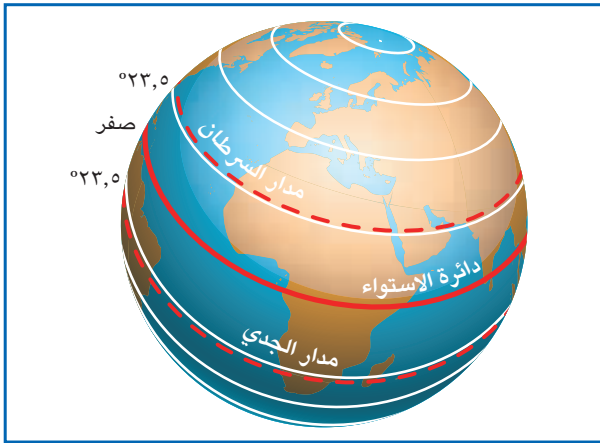 °٢٣,٥
صفر
°٢٣,٥
مدار السرطان
دائرة الاستواء
مدار الجدي